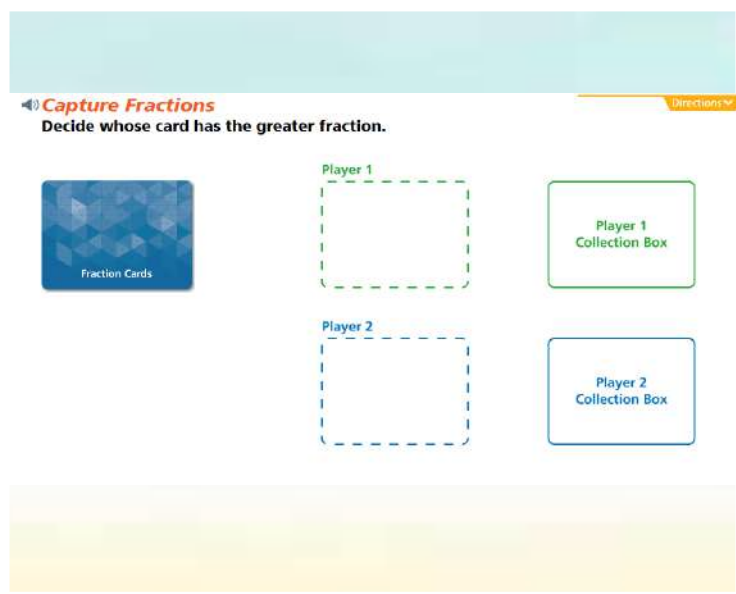 Capture Fractions
Directions
Decide whose card has the greater fraction.
Player 1
Fraction Cards
Player 1
Collection Box
Player 2
Player 2
Collection Box